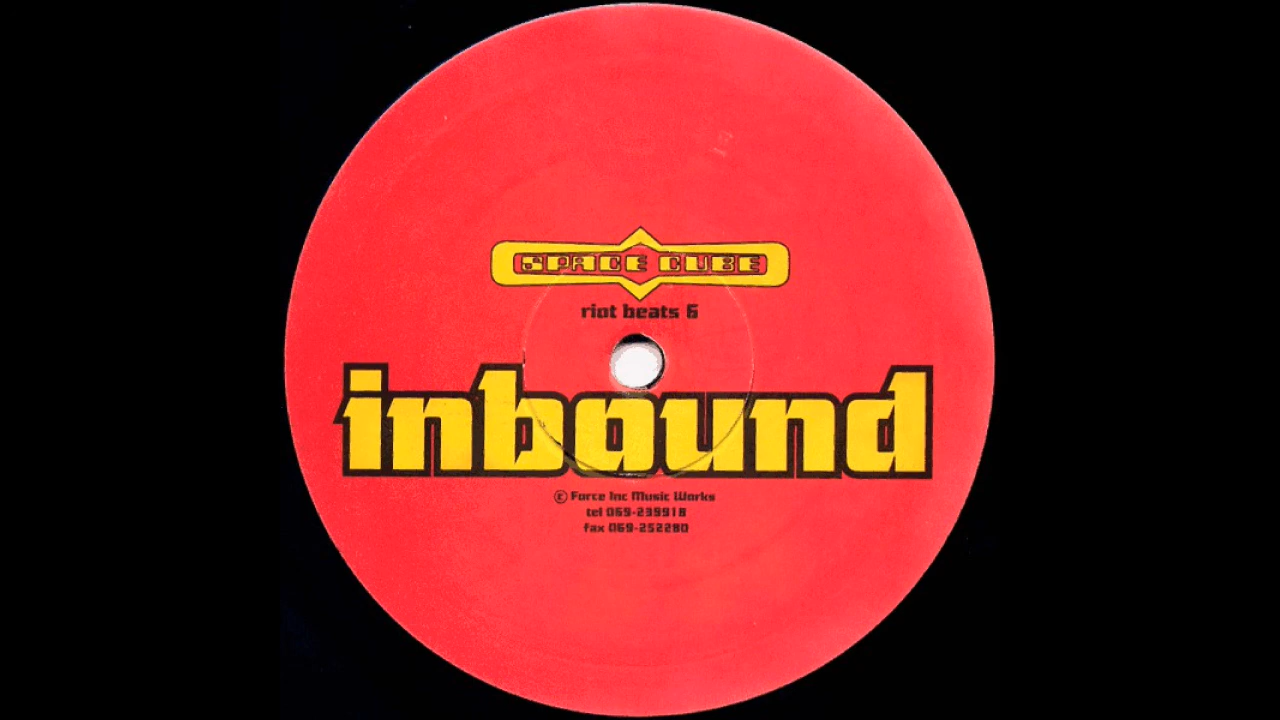 SPACE CUBE
riot beats 6
inbound
© Force Inc Music Works
tel 069-239918
fax 069-252280